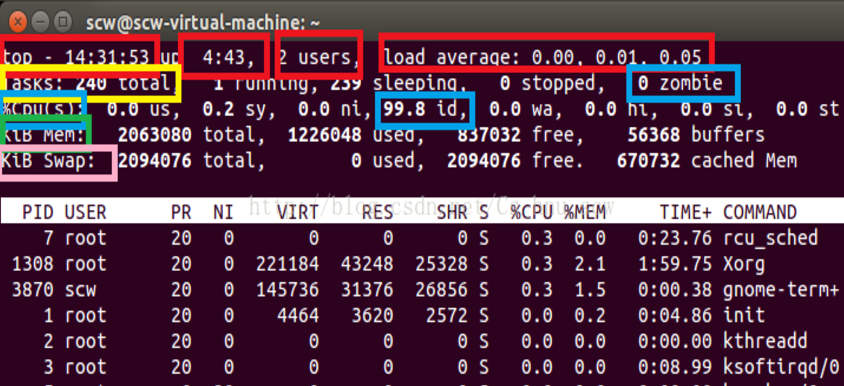 scw@scw-virtual-machine: ~
top - 14:31:53 up 4:43, 2 users, load average: 0.00, 0.01, 0.05
Tasks: 240 total, 1 running, 239 sleeping, 0 stopped, 0 zombie
%Cpu(s): 0.0 us, 0.2 sy, 0.0 ni, 99.8 id, 0.0 wa, 0.0 hi, 0.0 si, 0.0 st
KiB Mem: 2063080 total, 1226048 used, 837032 free, 56368 buffers
KiB Swap: 2094076 total, 0 used, 2094076 free. 670732 cached Mem
PID USER PR NI VIRT RES SHR S %CPU %MEM TIME+ COMMAND
7 root 20 0 0 0 0 S 0.3 0.0 0:23.76 rcu_sched
1308 root 20 0 221184 43248 25328 S 0.3 2.1 1:59.75 Xorg
3870 scw 20 0 145736 31376 26856 S 0.3 1.5 0:00.38 gnome-term+
1 root 20 0 4464 3620 2572 S 0.0 0.2 0:04.86 init
2 root 20 0 0 0 0 S 0.0 0.0 0:00.00 kthreadd
3 root 20 0 0 0 0 S 0.0 0.0 0:08.99 ksoftirqd/0